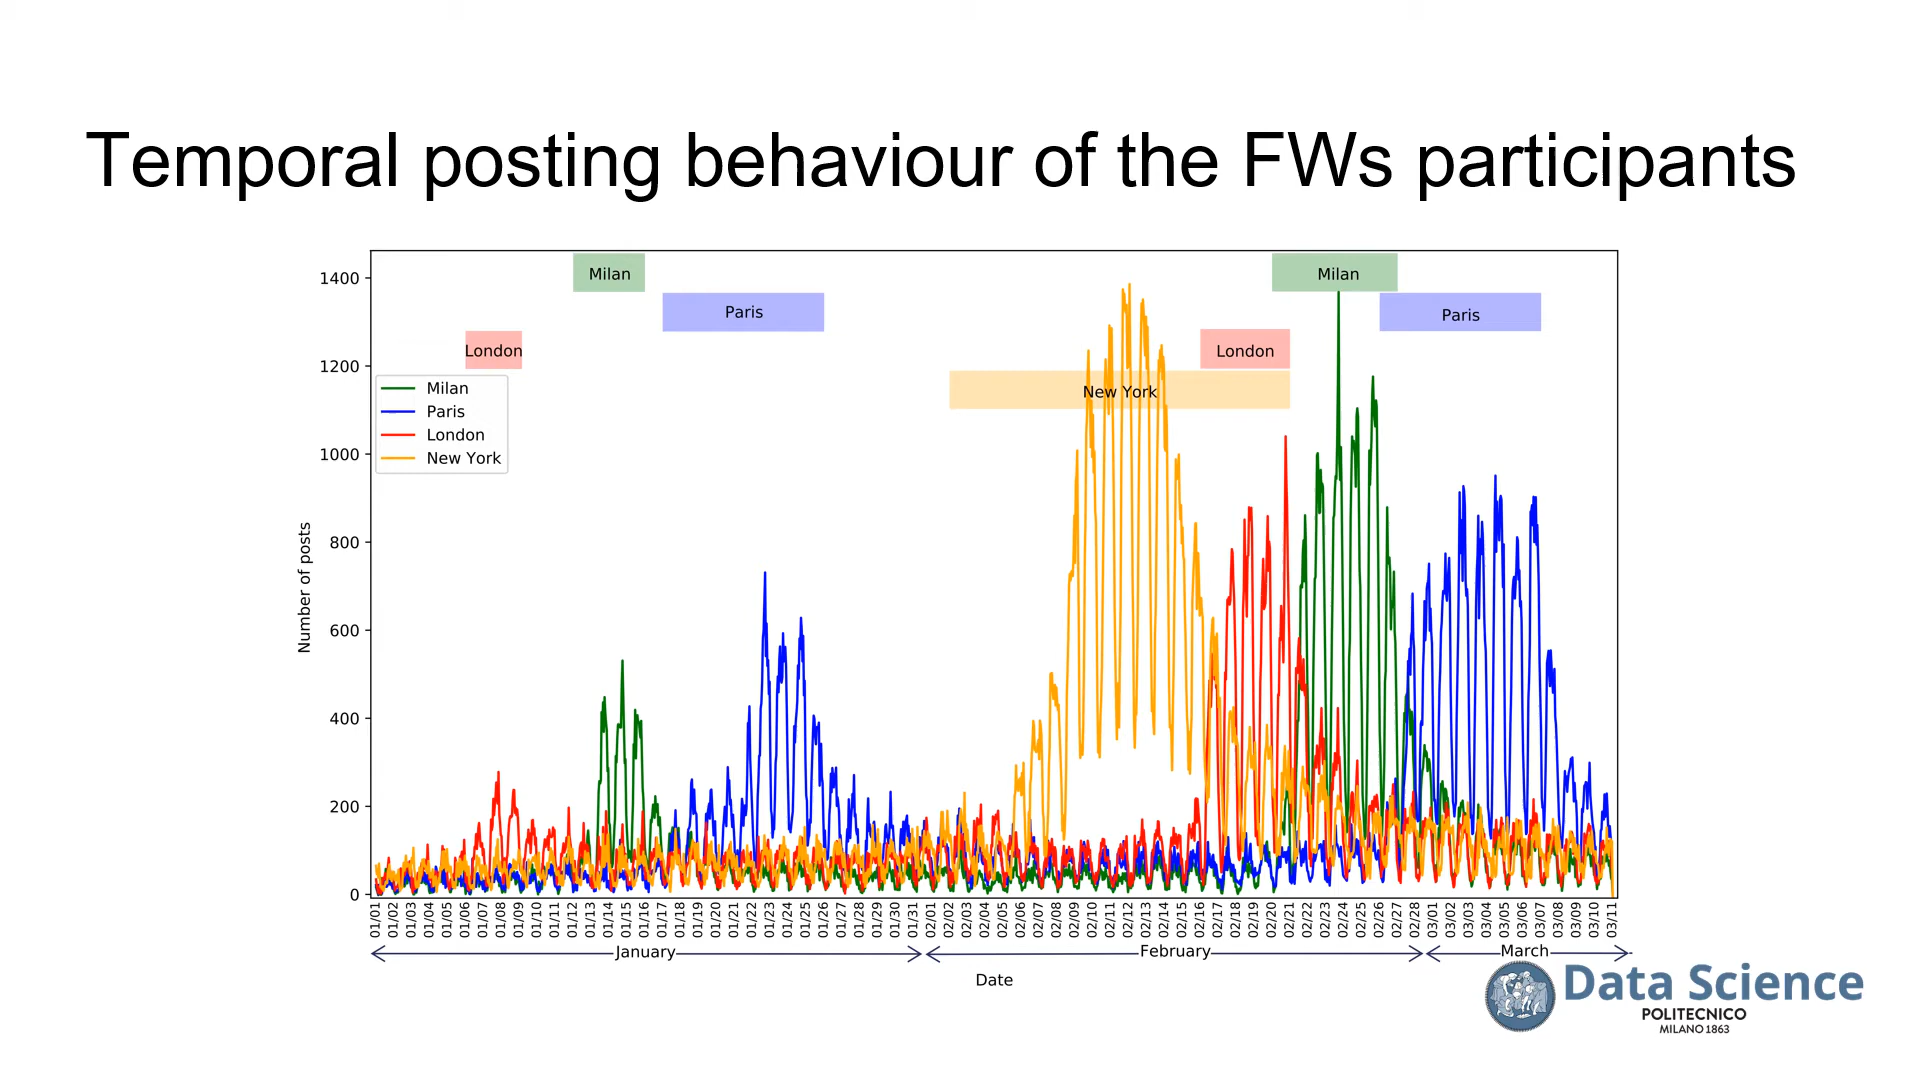 Temporal posting behaviour of the FWs participants
Milan
Milan
Paris
Paris
London
London
New York
Milan
Paris
London
New York
1400
1200
1000
800
600
400
200
0
Number of posts
01/01 01/02 01/03 01/04 01/05 01/06 01/07 01/08 01/09 01/10 01/11 01/12 01/13 01/14 01/15 01/16 01/17 01/18 01/19 01/20 01/21 01/22 01/23 01/24 01/25 01/26 01/27 01/28 01/29 01/30 01/31 02/01 02/02 02/03 02/04 02/05 02/06 02/07 02/08 02/09 02/10 02/11 02/12 02/13 02/14 02/15 02/16 02/17 02/18 02/19 02/20 02/21 02/22 02/23 02/24 02/25 02/26 02/27 02/28 03/01 03/02 03/03 03/04 03/05 03/06 03/07 03/08 03/09 03/10 03/11
January
February
March
Date
Data Science
POLITECNICO
MILANO 1863